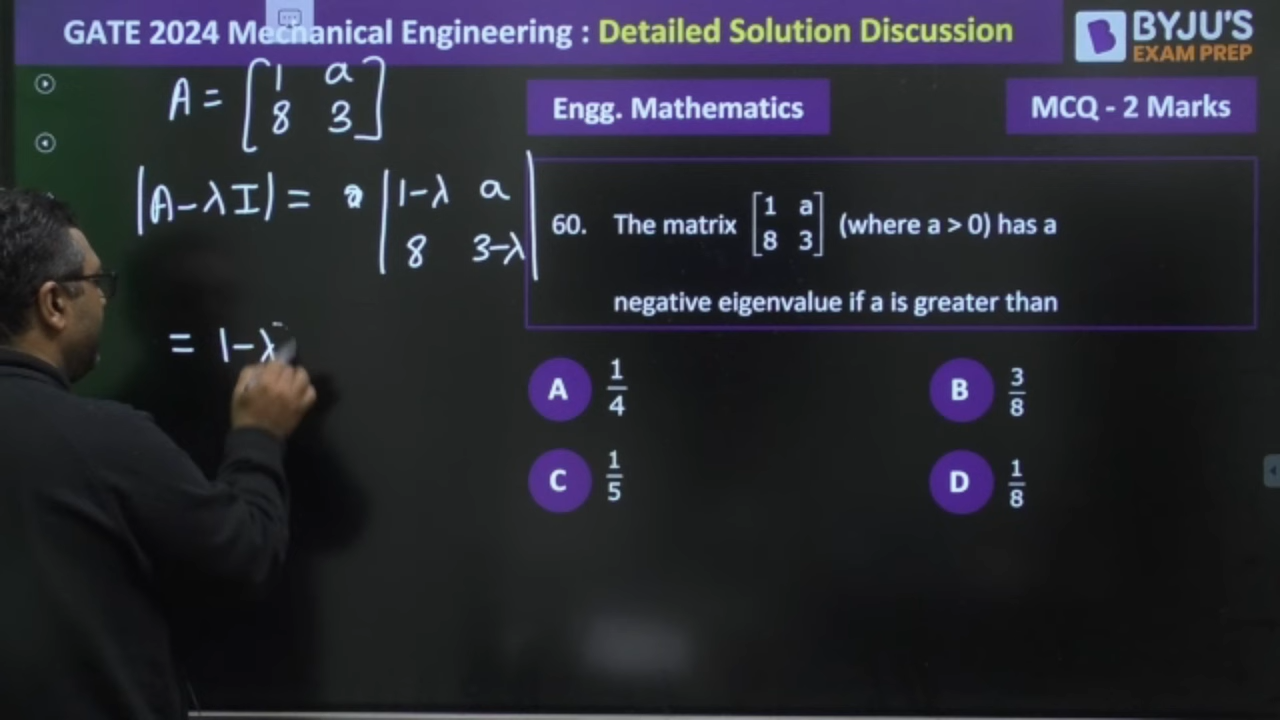 GATE 2024 Mechanical Engineering : Detailed Solution Discussion
BYJU'S
EXAM PREP
A = [1 a
8 3]
Engg. Mathematics
MCQ - 2 Marks
|A-λI| = |1-λ a
8 3-λ|
60. The matrix [1 a
8 3] (where a > 0) has a
negative eigenvalue if a is greater than
= 1-λ
A 1/4
B 3/8
C 1/5
D 1/8